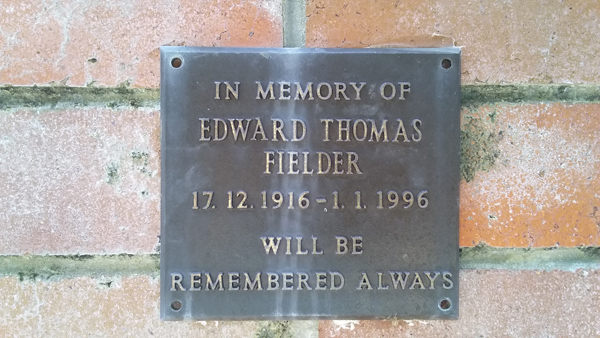 IN MEMORY OF
EDWARD THOMAS
FIELDER
17. 12. 1916 - 1. 1. 1996
WILL BE
REMEMBERED ALWAYS